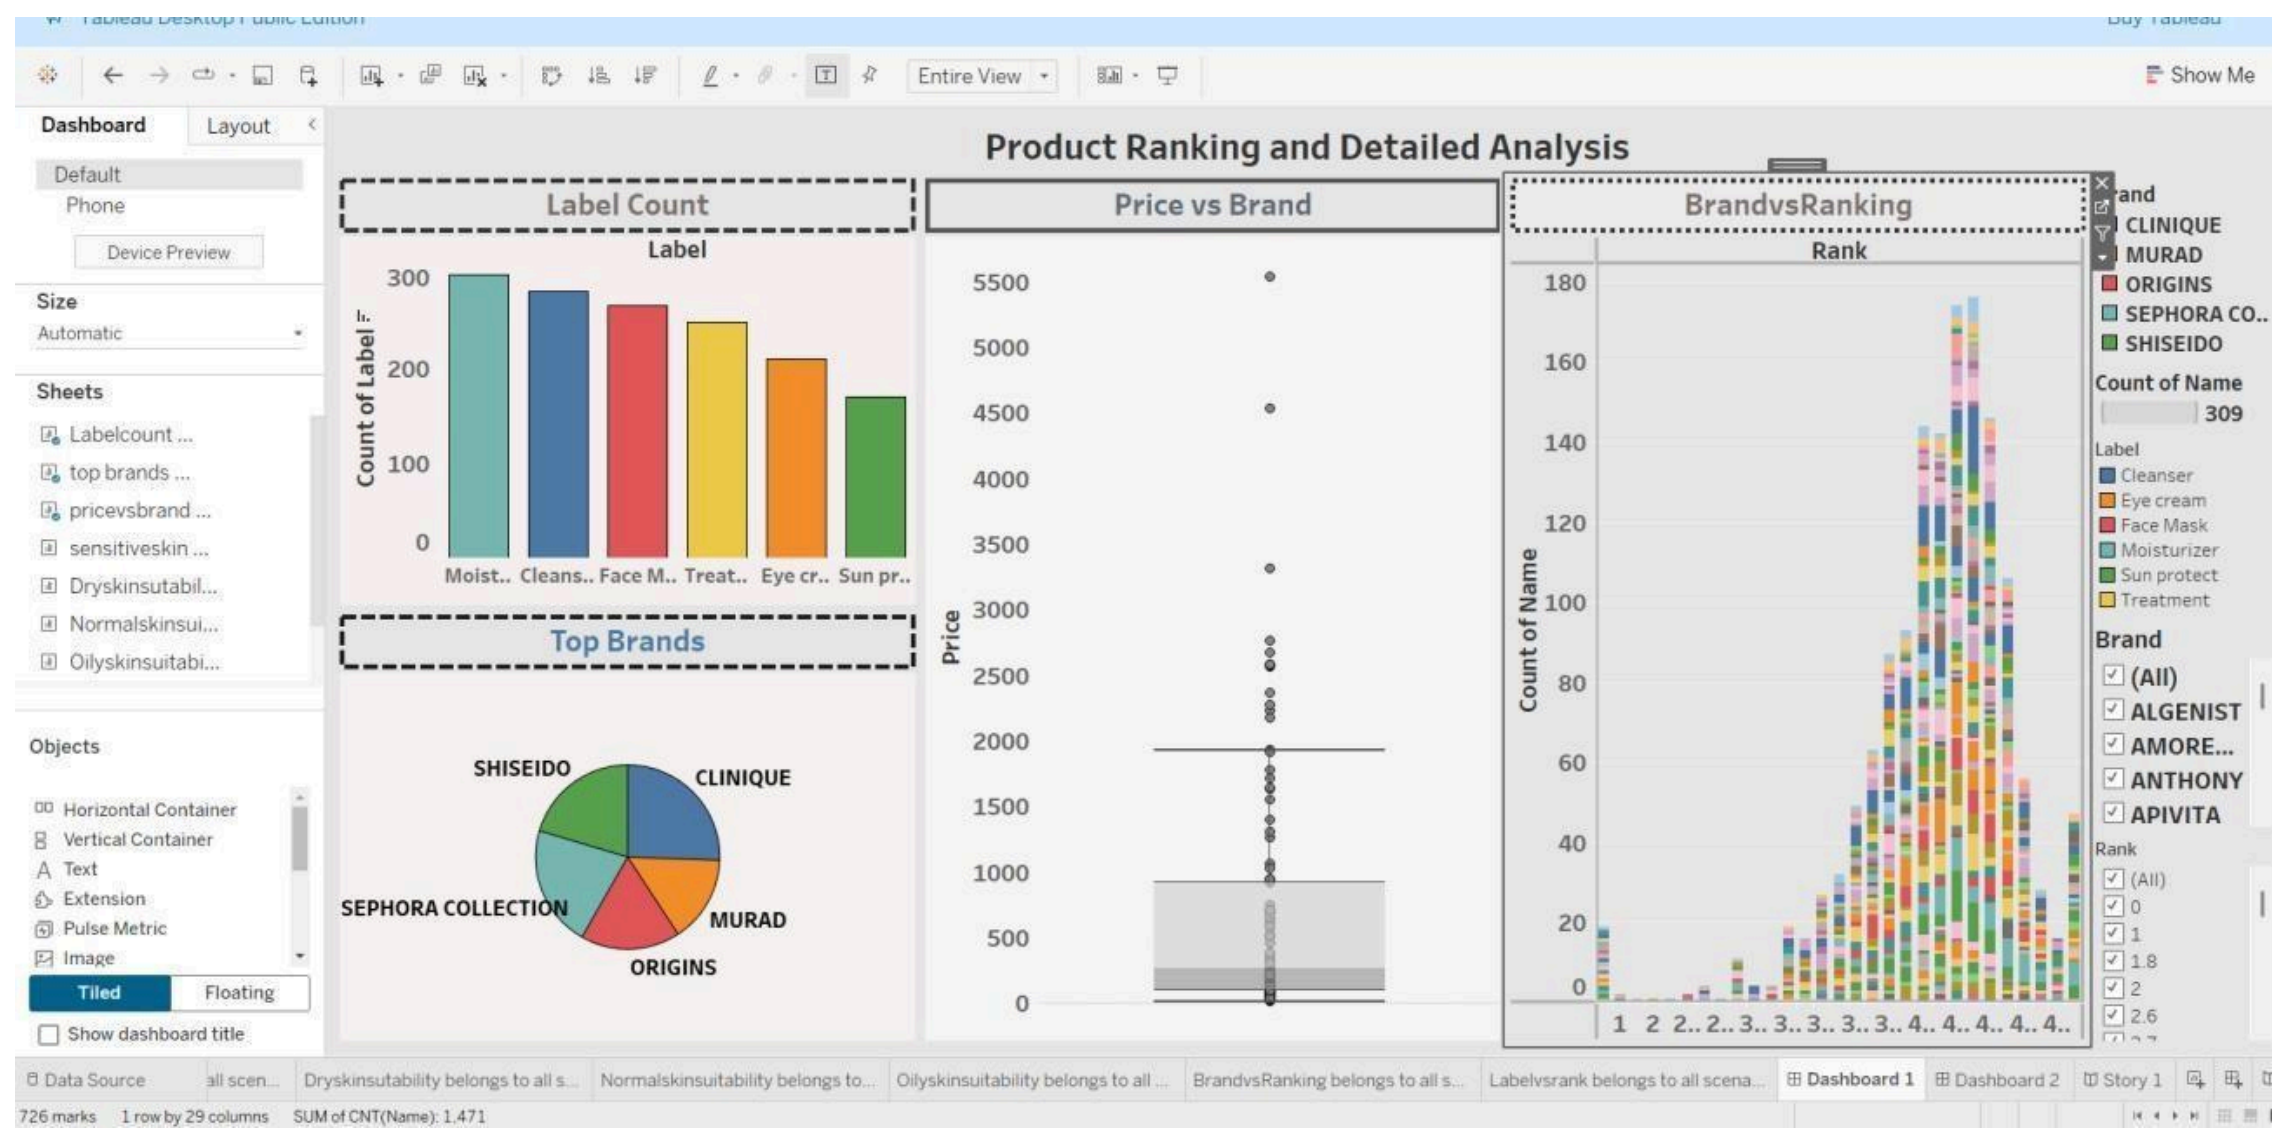 Tableau Desktop Public Edition
Buy Tableau
Entire View
Show Me
Dashboard
Layout
Default
Phone
Device Preview
Size
Automatic
Sheets
Labelcount ...
top brands ...
pricevsbrand ...
sensitiveskin ...
Dryskinsutabil...
Normalskinsui...
Oilyskinsuitabi...
Objects
Horizontal Container
Vertical Container
Text
Extension
Pulse Metric
Image
Tiled
Floating
Show dashboard title
Product Ranking and Detailed Analysis
Label Count
Label
Count of Label
300
200
100
0
Moist.. Cleans.. Face M.. Treat.. Eye cr.. Sun pr..
Top Brands
SHISEIDO
CLINIQUE
SEPHORA COLLECTION
MURAD
ORIGINS
Price vs Brand
Price
5500
5000
4500
4000
3500
3000
2500
2000
1500
1000
500
0
BrandvsRanking
Rank
Count of Name
180
160
140
120
100
80
60
40
20
0
1 2 2.. 2.. 3.. 3.. 3.. 3.. 3.. 4.. 4.. 4.. 4.. 4..
rand
CLINIQUE
MURAD
ORIGINS
SEPHORA CO..
SHISEIDO
Count of Name
309
Label
Cleanser
Eye cream
Face Mask
Moisturizer
Sun protect
Treatment
Brand
(All)
ALGENIST
AMORE...
ANTHONY
APIVITA
Rank
(All)
0
1
1.8
2
2.6
Data Source
all scen...
Dryskinsutability belongs to all s...
Normalskinsuitability belongs to...
Oilyskinsuitability belongs to all ...
BrandvsRanking belongs to all s...
Labelvsrank belongs to all scena...
Dashboard 1
Dashboard 2
Story 1
726 marks
1 row by 29 columns
SUM of CNT(Name): 1,471